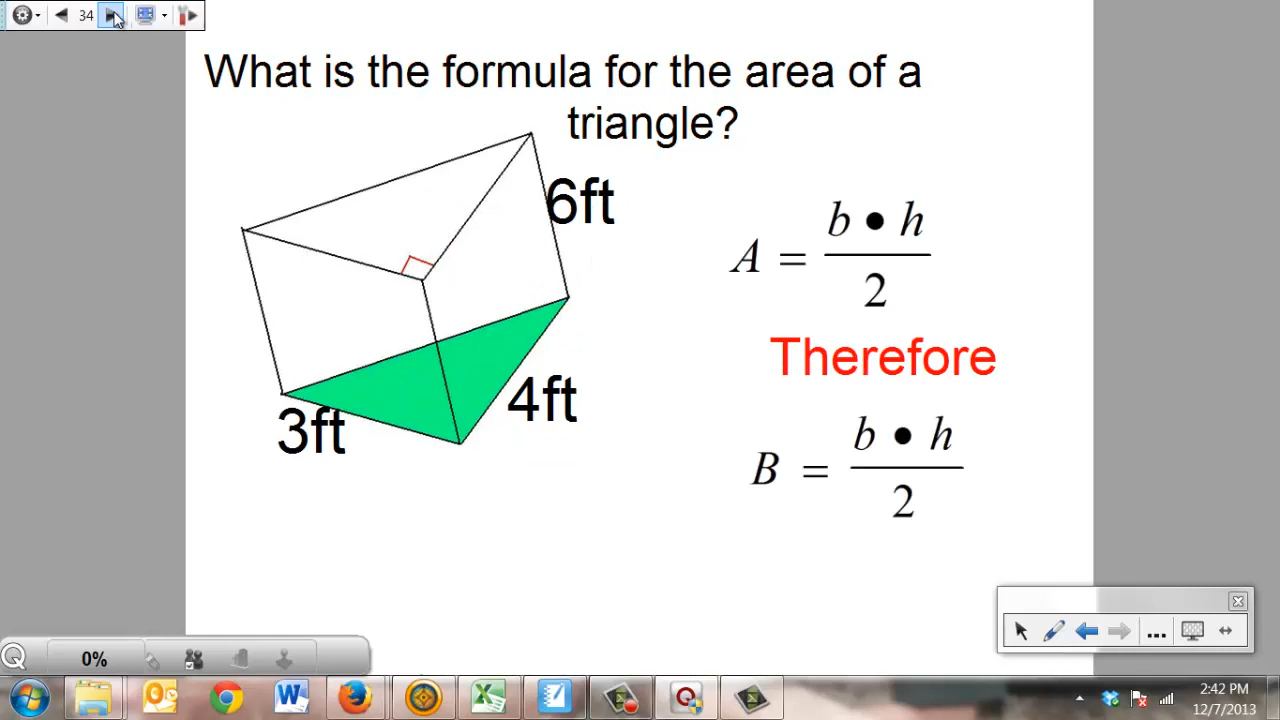 34
What is the formula for the area of a
triangle?
6ft
A = b • h
2
Therefore
4ft
3ft
B = b • h
2
0%
2:42 PM
12/7/2013